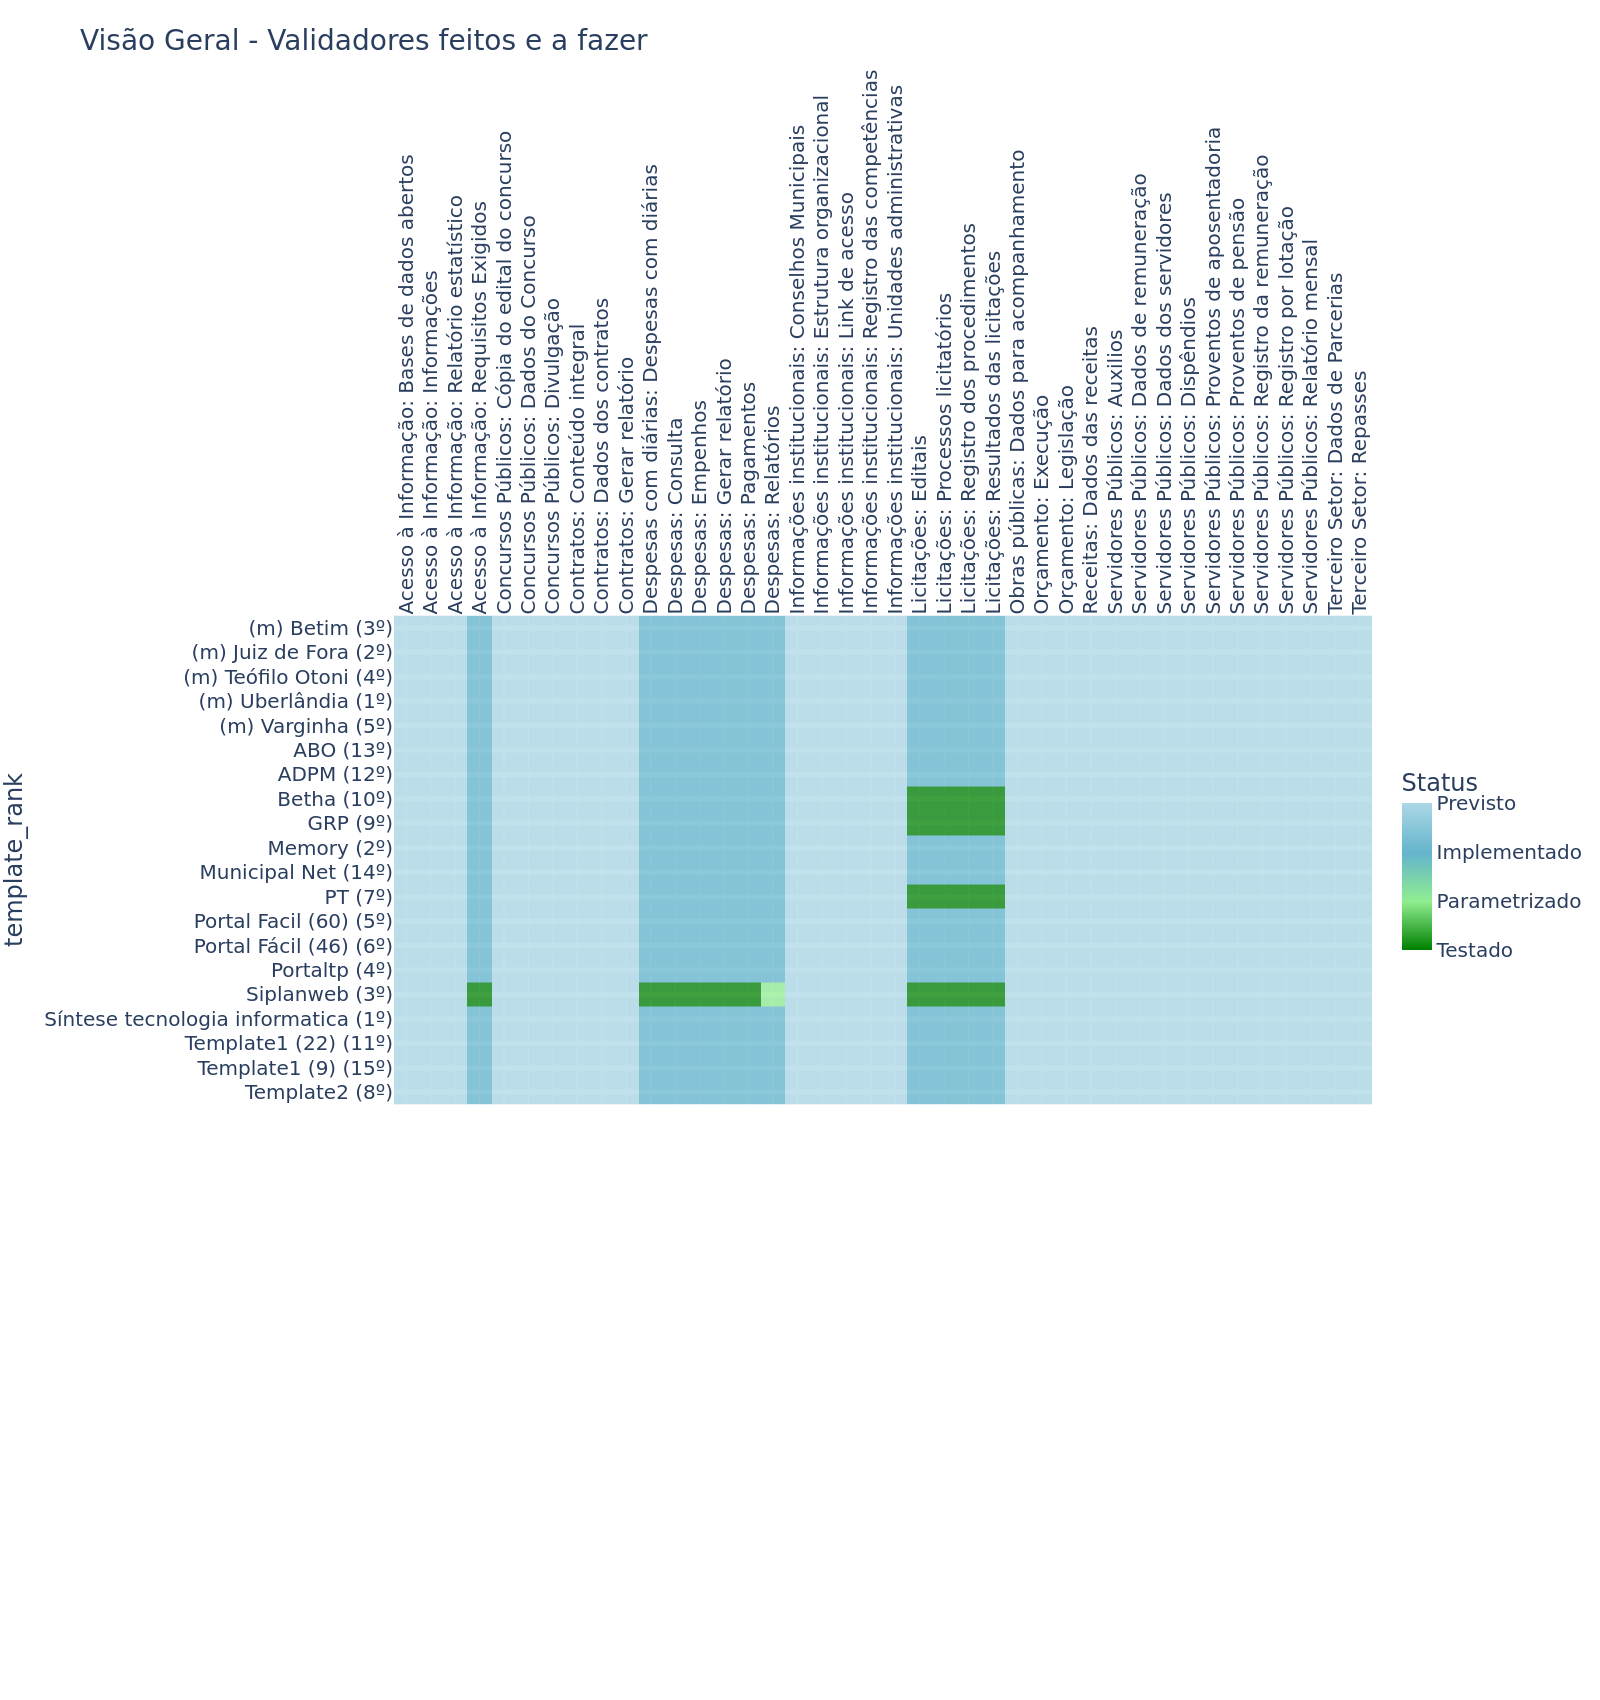 Visão Geral - Validadores feitos e a fazer
Acesso à Informação: Bases de dados abertos
Acesso à Informação: Informações
Acesso à Informação: Relatório estatístico
Acesso à Informação: Requisitos Exigidos
Concursos Públicos: Cópia do edital do concurso
Concursos Públicos: Dados do Concurso
Concursos Públicos: Divulgação
Contratos: Conteúdo integral
Contratos: Dados dos contratos
Contratos: Gerar relatório
Despesas com diárias: Despesas com diárias
Despesas: Consulta
Despesas: Empenhos
Despesas: Gerar relatório
Despesas: Pagamentos
Despesas: Relatórios
Informações institucionais: Conselhos Municipais
Informações institucionais: Estrutura organizacional
Informações institucionais: Link de acesso
Informações institucionais: Registro das competências
Informações institucionais: Unidades administrativas
Licitações: Editais
Licitações: Processos licitatórios
Licitações: Registro dos procedimentos
Licitações: Resultados das licitações
Obras públicas: Dados para acompanhamento
Orçamento: Execução
Orçamento: Legislação
Receitas: Dados das receitas
Servidores Públicos: Auxilios
Servidores Públicos: Dados de remuneração
Servidores Públicos: Dados dos servidores
Servidores Públicos: Dispêndios
Servidores Públicos: Proventos de aposentadoria
Servidores Públicos: Proventos de pensão
Servidores Públicos: Registro da remuneração
Servidores Públicos: Registro por lotação
Servidores Públicos: Relatório mensal
Terceiro Setor: Dados de Parcerias
Terceiro Setor: Repasses
template_rank
(m) Betim (3º)
(m) Juiz de Fora (2º)
(m) Teófilo Otoni (4º)
(m) Uberlândia (1º)
(m) Varginha (5º)
ABO (13º)
ADPM (12º)
Betha (10º)
GRP (9º)
Memory (2º)
Municipal Net (14º)
PT (7º)
Portal Facil (60) (5º)
Portal Fácil (46) (6º)
Portaltp (4º)
Siplanweb (3º)
Síntese tecnologia informatica (1º)
Template1 (22) (11º)
Template1 (9) (15º)
Template2 (8º)
Status
Previsto
Implementado
Parametrizado
Testado